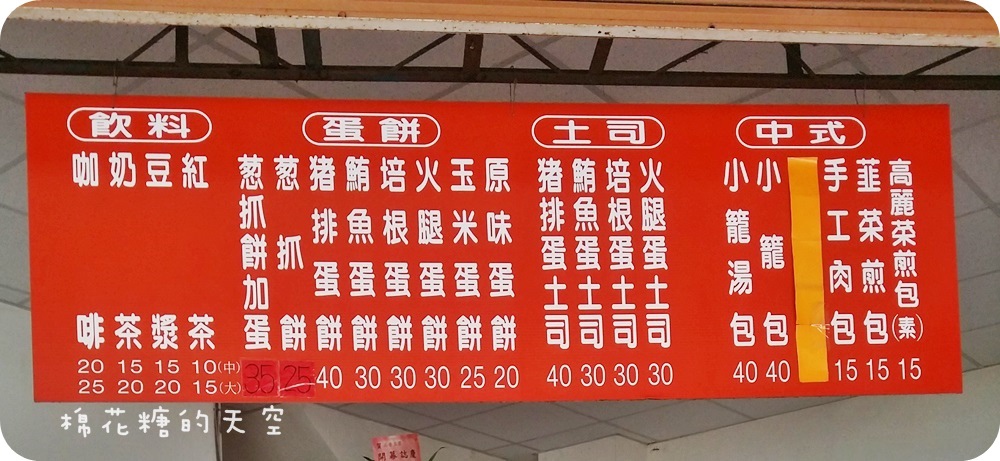 飲料
紅茶 10(中) 15(大)
豆漿 15 20
奶茶 15 20
咖啡 20 25
蛋餅
原味蛋餅 20
玉米蛋餅 25
火腿蛋餅 30
培根蛋餅 30
鮪魚蛋餅 30
猪排蛋餅 40
葱抓餅 25
葱抓餅加蛋 35
土司
火腿蛋土司 30
培根蛋土司 30
鮪魚蛋土司 30
猪排蛋土司 40
中式
高麗菜煎包(素) 15
韮菜煎包 15
手工肉包 15
小籠包 40
小籠湯包 40
棉花糖的天空